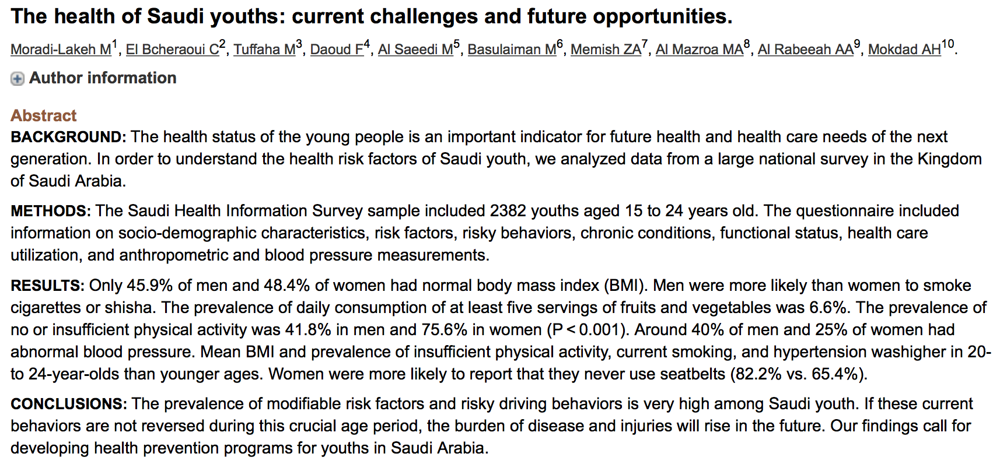 The health of Saudi youths: current challenges and future opportunities.
Moradi-Lakeh M1, El Bcheraoui C2, Tuffaha M3, Daoud F4, Al Saeedi M5, Basulaiman M6, Memish ZA7, Al Mazroa MA8, Al Rabeeah AA9, Mokdad AH10.
Author information
Abstract
BACKGROUND: The health status of the young people is an important indicator for future health and health care needs of the next
generation. In order to understand the health risk factors of Saudi youth, we analyzed data from a large national survey in the Kingdom
of Saudi Arabia.
METHODS: The Saudi Health Information Survey sample included 2382 youths aged 15 to 24 years old. The questionnaire included
information on socio-demographic characteristics, risk factors, risky behaviors, chronic conditions, functional status, health care
utilization, and anthropometric and blood pressure measurements.
RESULTS: Only 45.9% of men and 48.4% of women had normal body mass index (BMI). Men were more likely than women to smoke
cigarettes or shisha. The prevalence of daily consumption of at least five servings of fruits and vegetables was 6.6%. The prevalence of
no or insufficient physical activity was 41.8% in men and 75.6% in women (P < 0.001). Around 40% of men and 25% of women had
abnormal blood pressure. Mean BMI and prevalence of insufficient physical activity, current smoking, and hypertension washigher in 20-
to 24-year-olds than younger ages. Women were more likely to report that they never use seatbelts (82.2% vs. 65.4%).
CONCLUSIONS: The prevalence of modifiable risk factors and risky driving behaviors is very high among Saudi youth. If these current
behaviors are not reversed during this crucial age period, the burden of disease and injuries will rise in the future. Our findings call for
developing health prevention programs for youths in Saudi Arabia.